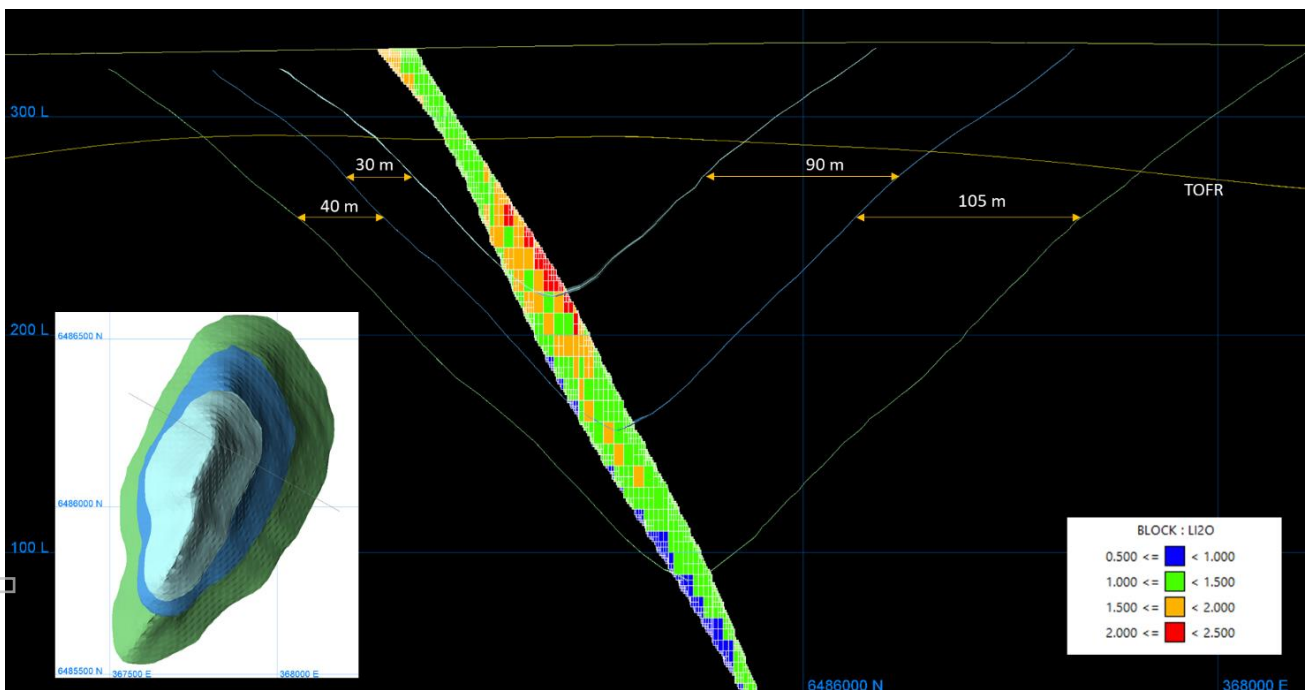 300 L
30 m
90 m
TOFR
40 m
105 m
200 L
6486500 N
6486000 N
6485500 N
367500 E
368000 E
100 L
BLOCK : LI2O
0.500 <= < 1.000
1.000 <= < 1.500
1.500 <= < 2.000
2.000 <= < 2.500
6486000 N
368000 E